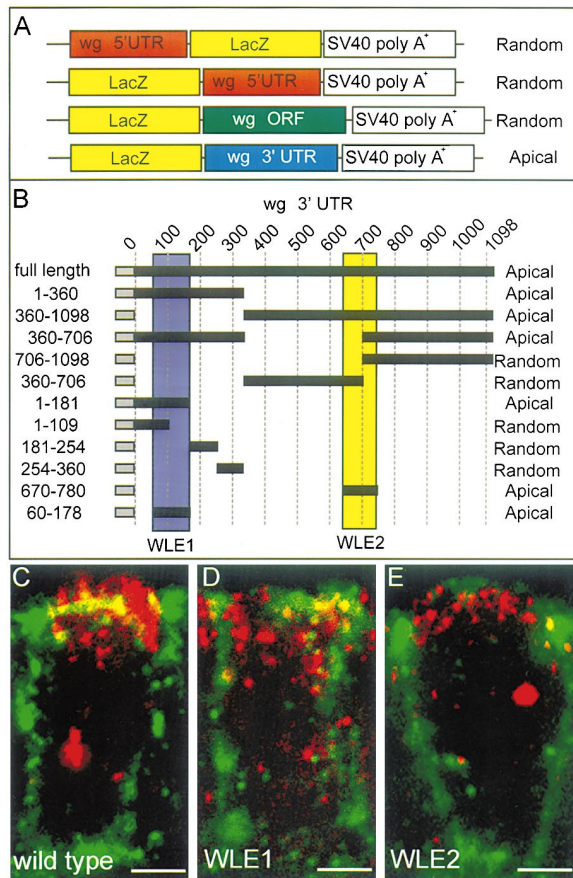 A
wg 5'UTR LacZ SV40 poly A+ Random
LacZ wg 5'UTR SV40 poly A+ Random
LacZ wg ORF SV40 poly A+ Random
LacZ wg 3' UTR SV40 poly A+ Apical
B
wg 3' UTR
0 100 200 300 400 500 600 700 800 900 1000 1098
full length Apical
1-360 Apical
360-1098 Apical
360-706 Apical
706-1098 Random
360-706 Random
1-181 Apical
1-109 Random
181-254 Random
254-360 Random
670-780 Apical
60-178 Apical
WLE1 WLE2
C D E
wild type WLE1 WLE2